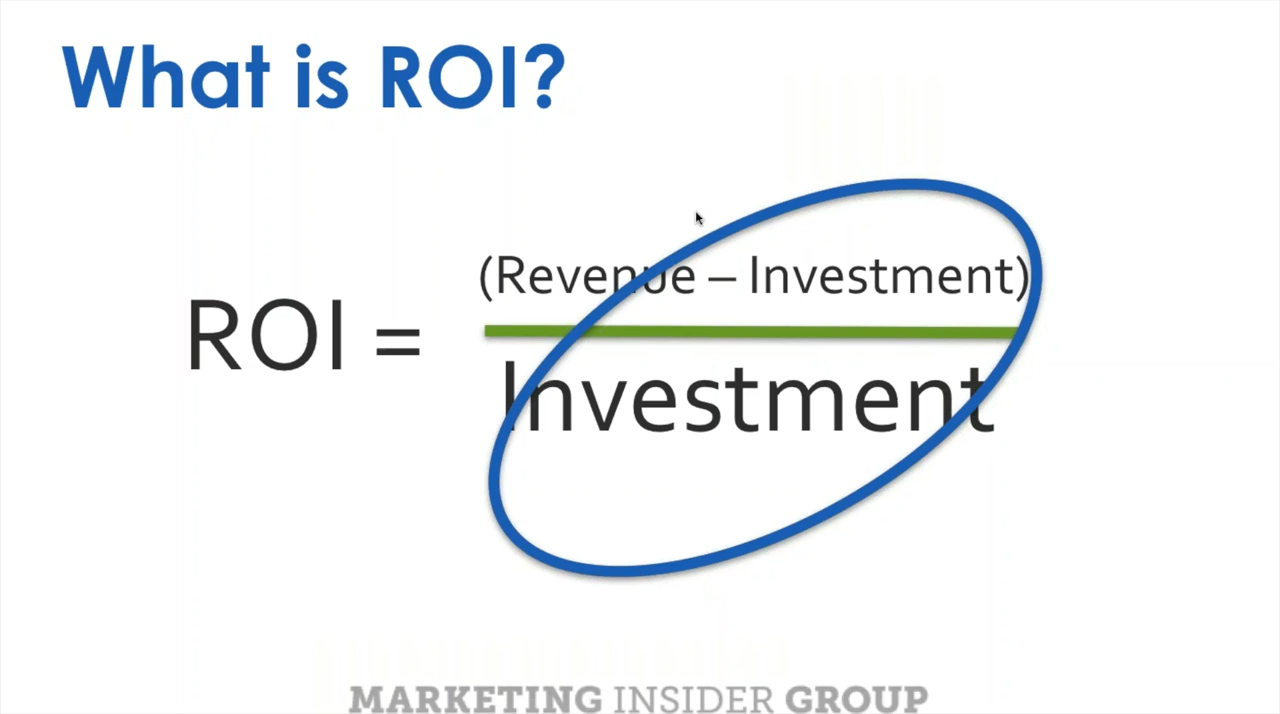 What is ROI?
(Revenue – Investment)
ROI =
Investment
MARKETING INSIDER GROUP